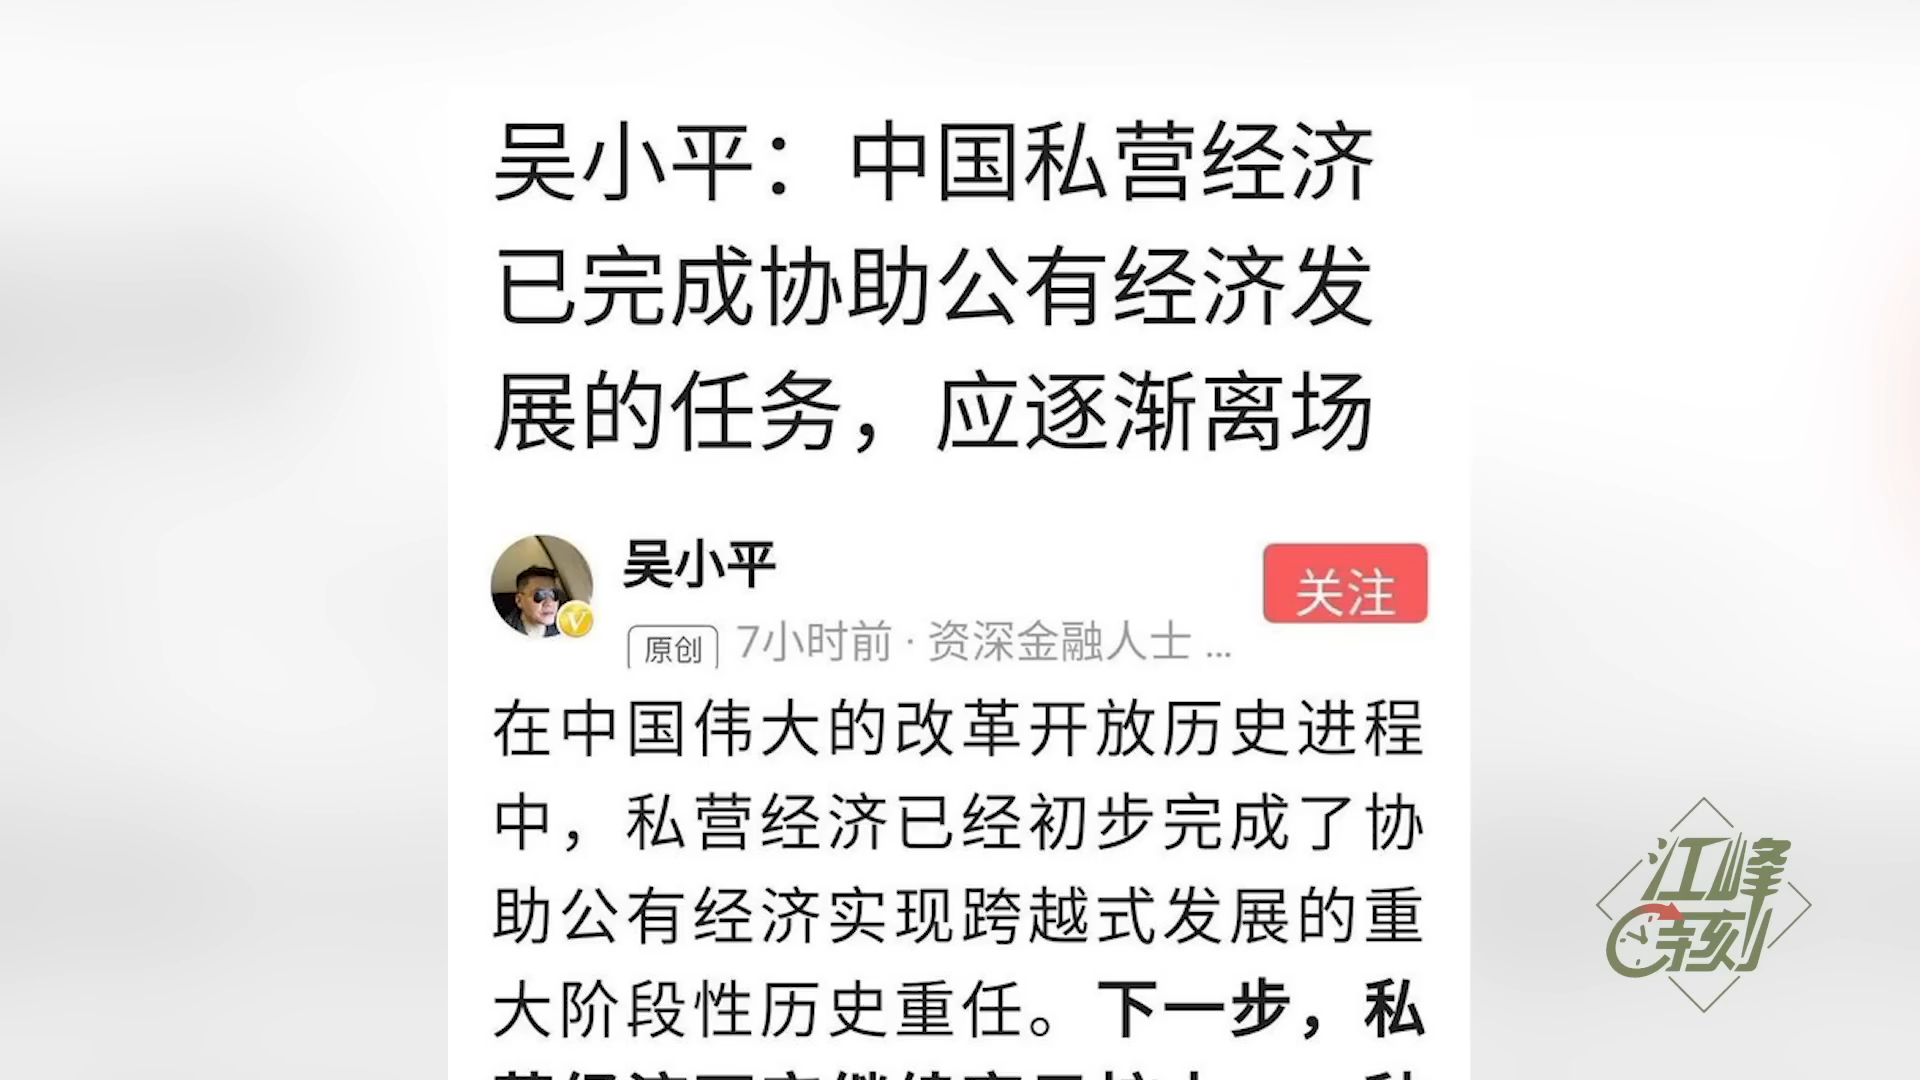 吴小平：中国私营经济
已完成协助公有经济发
展的任务，应逐渐离场
吴小平
关注
原创 7小时前 · 资深金融人士 ...
在中国伟大的改革开放历史进程
中，私营经济已经初步完成了协
助公有经济实现跨越式发展的重
大阶段性历史重任。下一步，私
江峰
时刻